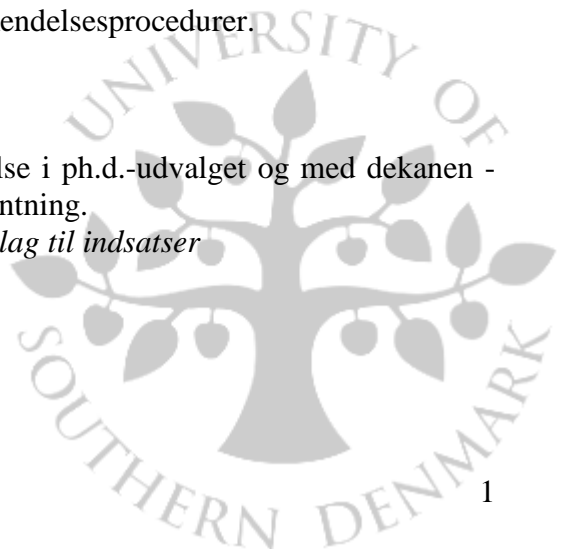 endelsesprocedurer.
lse i ph.d.-udvalget og med dekanen -
ntning.
lag til indsatser
UNIVERSITY OF
SOUTHERN DENMARK
1